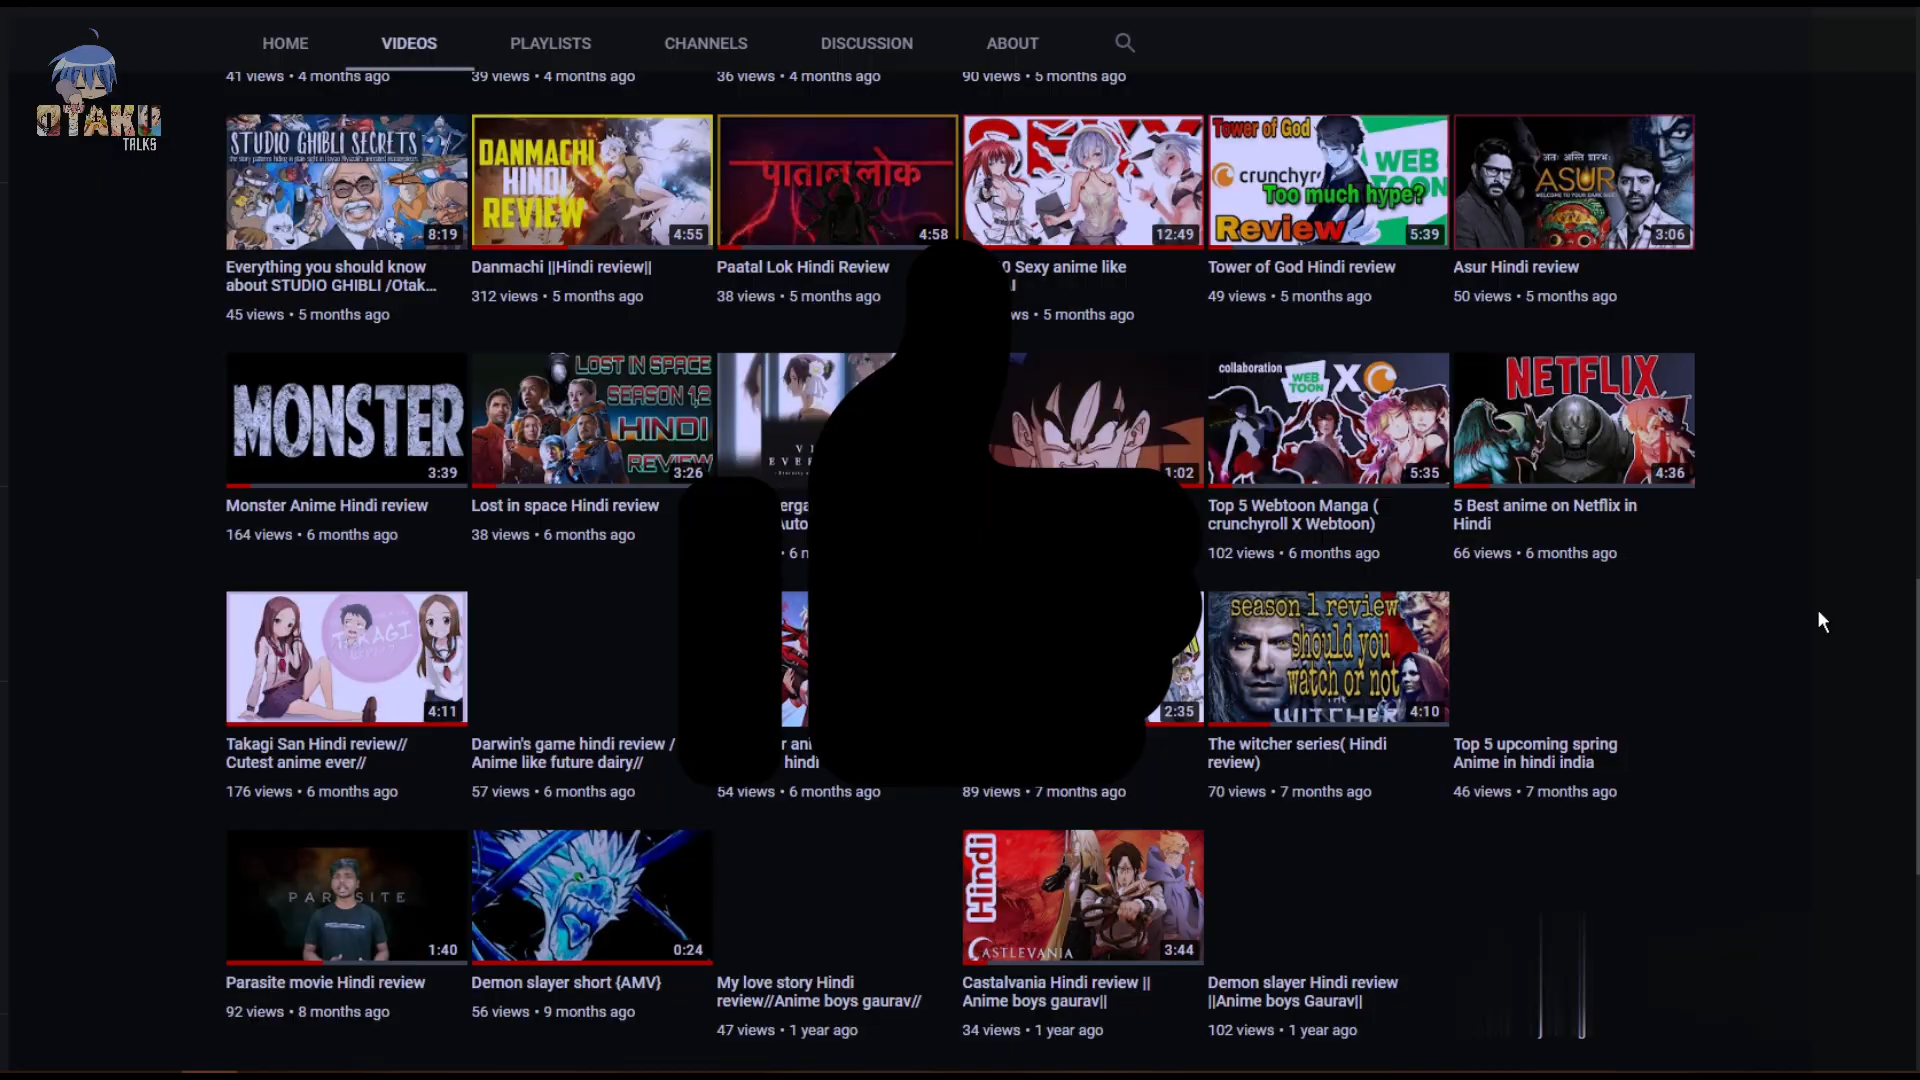 HOME VIDEOS PLAYLISTS CHANNELS DISCUSSION ABOUT
OTAKU
TALKS
41 views • 4 months ago 39 views • 4 months ago 36 views • 4 months ago 90 views • 5 months ago
STUDIO GHIBLI SECRETS
8:19
DANMACHI
HINDI
REVIEW
4:55
पाताल लोक
4:58
SEXY
12:49
Tower of God
crunchyr
WEB
TOON
Too much hype?
Review
5:39
अतः अस्ति प्रारंभः
ASUR
WELCOME TO YOUR DARK SIDE
3:06
Everything you should know
about STUDIO GHIBLI /Otak...
45 views • 5 months ago
Danmachi ||Hindi review||
312 views • 5 months ago
Paatal Lok Hindi Review
38 views • 5 months ago
0 Sexy anime like
• 5 months ago
Tower of God Hindi review
49 views • 5 months ago
Asur Hindi review
50 views • 5 months ago
MONSTER
3:39
LOST IN SPACE
SEASON 1,2
HINDI
REVIEW
3:26
1:02
collaboration
WEB
TOON
X
5:35
NETFLIX
4:36
Monster Anime Hindi review
164 views • 6 months ago
Lost in space Hindi review
38 views • 6 months ago
Top 5 Webtoon Manga (
crunchyroll X Webtoon)
102 views • 6 months ago
5 Best anime on Netflix in
Hindi
66 views • 6 months ago
TAKAGI
4:11
2:35
season 1 review
should you
watch or not
THE
WITCHER
4:10
Takagi San Hindi review//
Cutest anime ever//
176 views • 6 months ago
Darwin's game hindi review /
Anime like future dairy//
57 views • 6 months ago
hindi
54 views • 6 months ago
89 views • 7 months ago
The witcher series( Hindi
review)
70 views • 7 months ago
Top 5 upcoming spring
Anime in hindi india
46 views • 7 months ago
PARASITE
1:40
0:24
Hindi
CASTLEVANIA
3:44
Parasite movie Hindi review
92 views • 8 months ago
Demon slayer short {AMV}
56 views • 9 months ago
My love story Hindi
review//Anime boys gaurav//
47 views • 1 year ago
Castalvania Hindi review ||
Anime boys gaurav||
34 views • 1 year ago
Demon slayer Hindi review
||Anime boys Gaurav||
102 views • 1 year ago